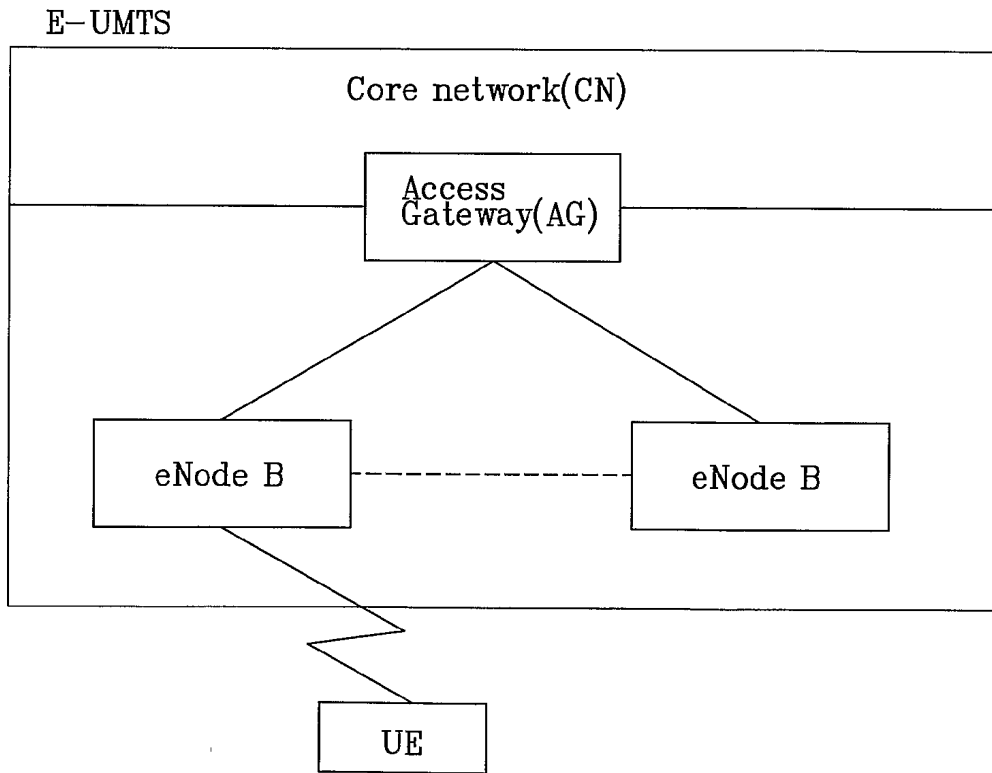 E-UMTS
Core network(CN)
Access
Gateway(AG)
eNode B
eNode B
UE